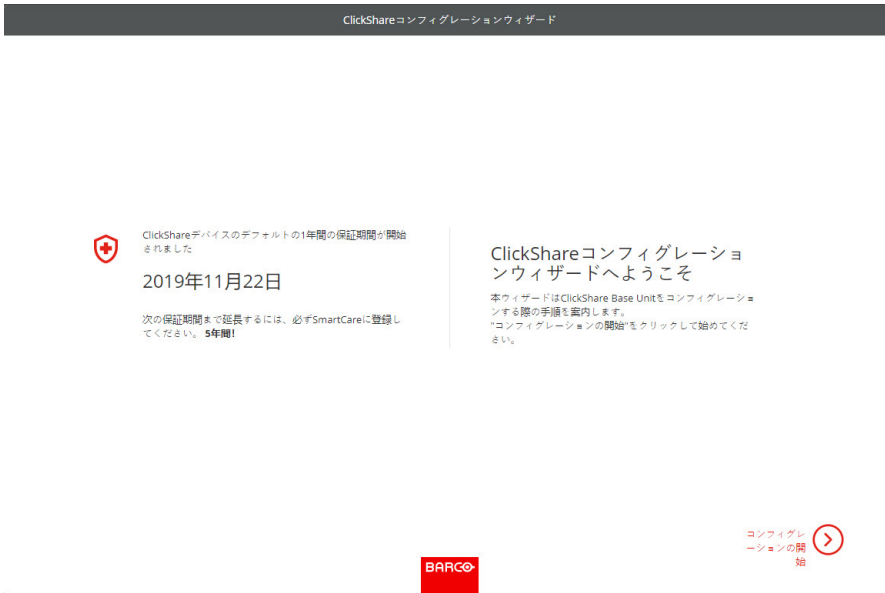 ClickShareコンフィグレーションウィザード
ClickShareデバイスのデフォルトの1年間の保証期間が開始
されました
2019年11月22日
次の保証期間まで延長するには、必ずSmartCareに登録し
てください。 5年間!
ClickShareコンフィグレーショ
ンウィザードへようこそ
本ウィザードはClickShare Base Unitをコンフィグレーショ
ンする際の手順を案内します。
"コンフィグレーションの開始"をクリックして始めてくだ
さい。
コンフィグレ
ーションの開
始
BARCO